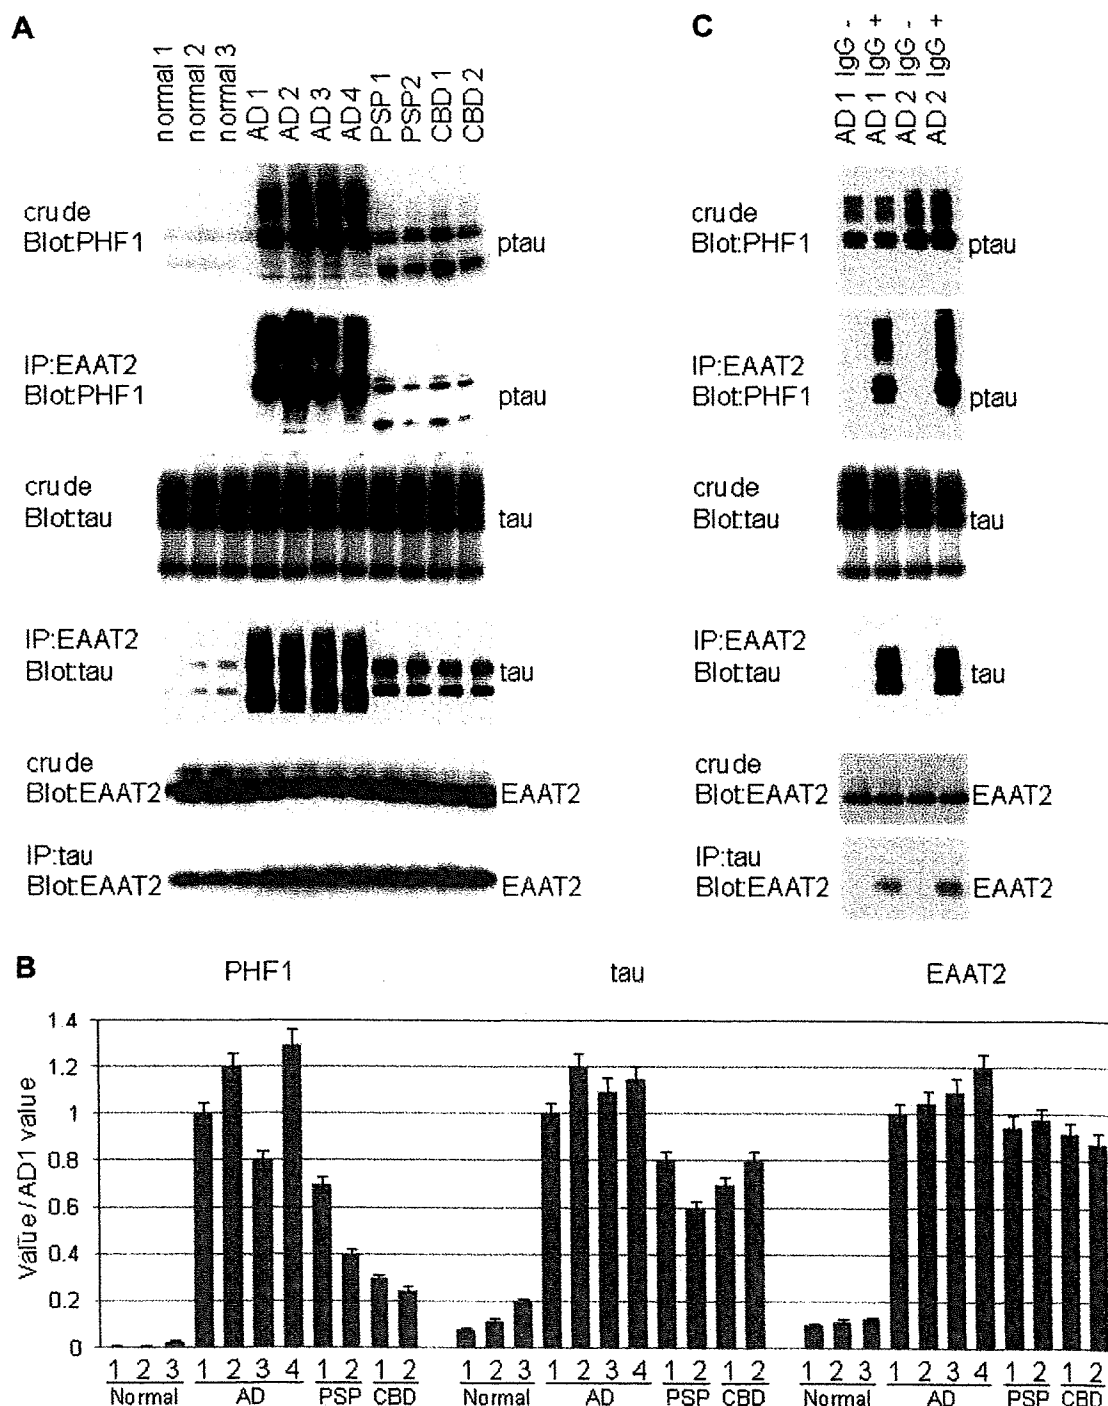 A
normal 1
normal 2
normal 3
AD 1
AD 2
AD 3
AD 4
PSP 1
PSP2
CBD 1
CBD 2
crude
Blot:PHF1
ptau
IP:EAAT2
Blot:PHF1
ptau
crude
Blot:tau
tau
IP:EAAT2
Blot:tau
tau
crude
Blot:EAAT2
EAAT2
IP:tau
Blot:EAAT2
EAAT2
C
AD 1 IgG -
AD 1 IgG +
AD 2 IgG -
AD 2 IgG +
crude
Blot:PHF1
ptau
IP:EAAT2
Blot:PHF1
ptau
crude
Blot:tau
tau
IP:EAAT2
Blot:tau
tau
crude
Blot:EAAT2
EAAT2
IP:tau
Blot:EAAT2
EAAT2
B
PHF1
tau
EAAT2
Value / AD1 value
1.4
1.2
1
0.8
0.6
0.4
0.2
0
1 2 3 1 2 3 4 1 2 1 2
Normal AD PSP CBD
1 2 3 1 2 3 4 1 2 1 2
Normal AD PSP CBD
1 2 3 1 2 3 4 1 2 1 2
Normal AD PSP CBD